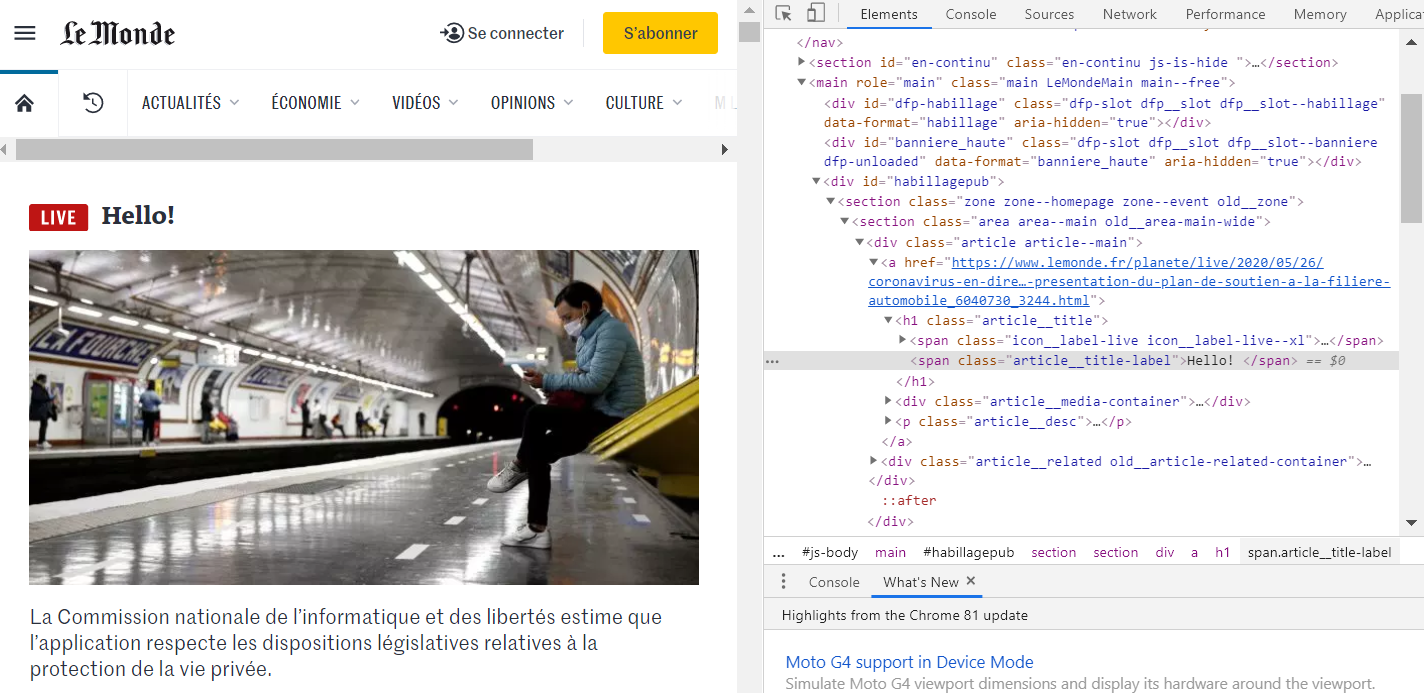 Le Monde
Se connecter
S'abonner
ACTUALITÉS
ÉCONOMIE
VIDÉOS
OPINIONS
CULTURE
M L
LIVE Hello!
LA FOURCHE
La Commission nationale de l'informatique et des libertés estime que
l'application respecte les dispositions législatives relatives à la
protection de la vie privée.
Elements Console Sources Network Performance Memory Applica
</nav>
<section id="en-continu" class="en-continu js-is-hide ">…</section>
<main role="main" class="main LeMondeMain main--free">
<div id="dfp-habillage" class="dfp-slot dfp__slot dfp__slot--habillage"
data-format="habillage" aria-hidden="true"></div>
<div id="banniere_haute" class="dfp-slot dfp__slot dfp__slot--banniere
dfp-unloaded" data-format="banniere_haute" aria-hidden="true"></div>
<div id="habillagepub">
<section class="zone zone--homepage zone--event old__zone">
<section class="area area--main old__area-main-wide">
<div class="article article--main">
<a href="https://www.lemonde.fr/planete/live/2020/05/26/
coronavirus-en-dire…-presentation-du-plan-de-soutien-a-la-filiere-
automobile_6040730_3244.html">
<h1 class="article__title">
<span class="icon__label-live icon__label-live--xl">…</span>
... <span class="article__title-label">Hello! </span> == $0
</h1>
<div class="article__media-container">…</div>
<p class="article__desc">…</p>
</a>
<div class="article__related old__article-related-container">…
</div>
::after
</div>
... #js-body main #habillagepub section section div a h1 span.article__title-label
Console What's New ×
Highlights from the Chrome 81 update
Moto G4 support in Device Mode
Simulate Moto G4 viewport dimensions and display its hardware around the viewport.